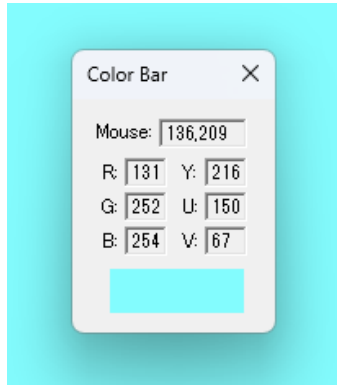 Color Bar
Mouse: 136,209
R: 131 Y: 216
G: 252 U: 150
B: 254 V: 67